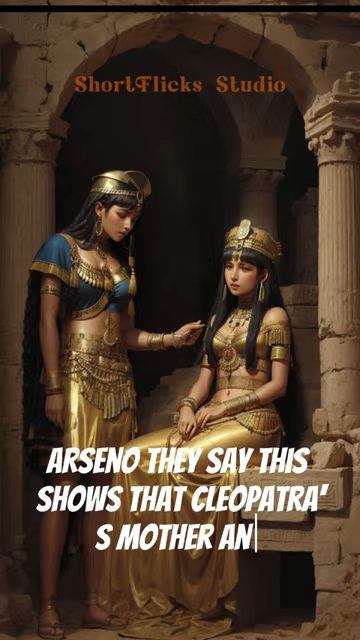 ShortFlicks Studio
ARSENO THEY SAY THIS
SHOWS THAT CLEOPATRA'
S MOTHER AN